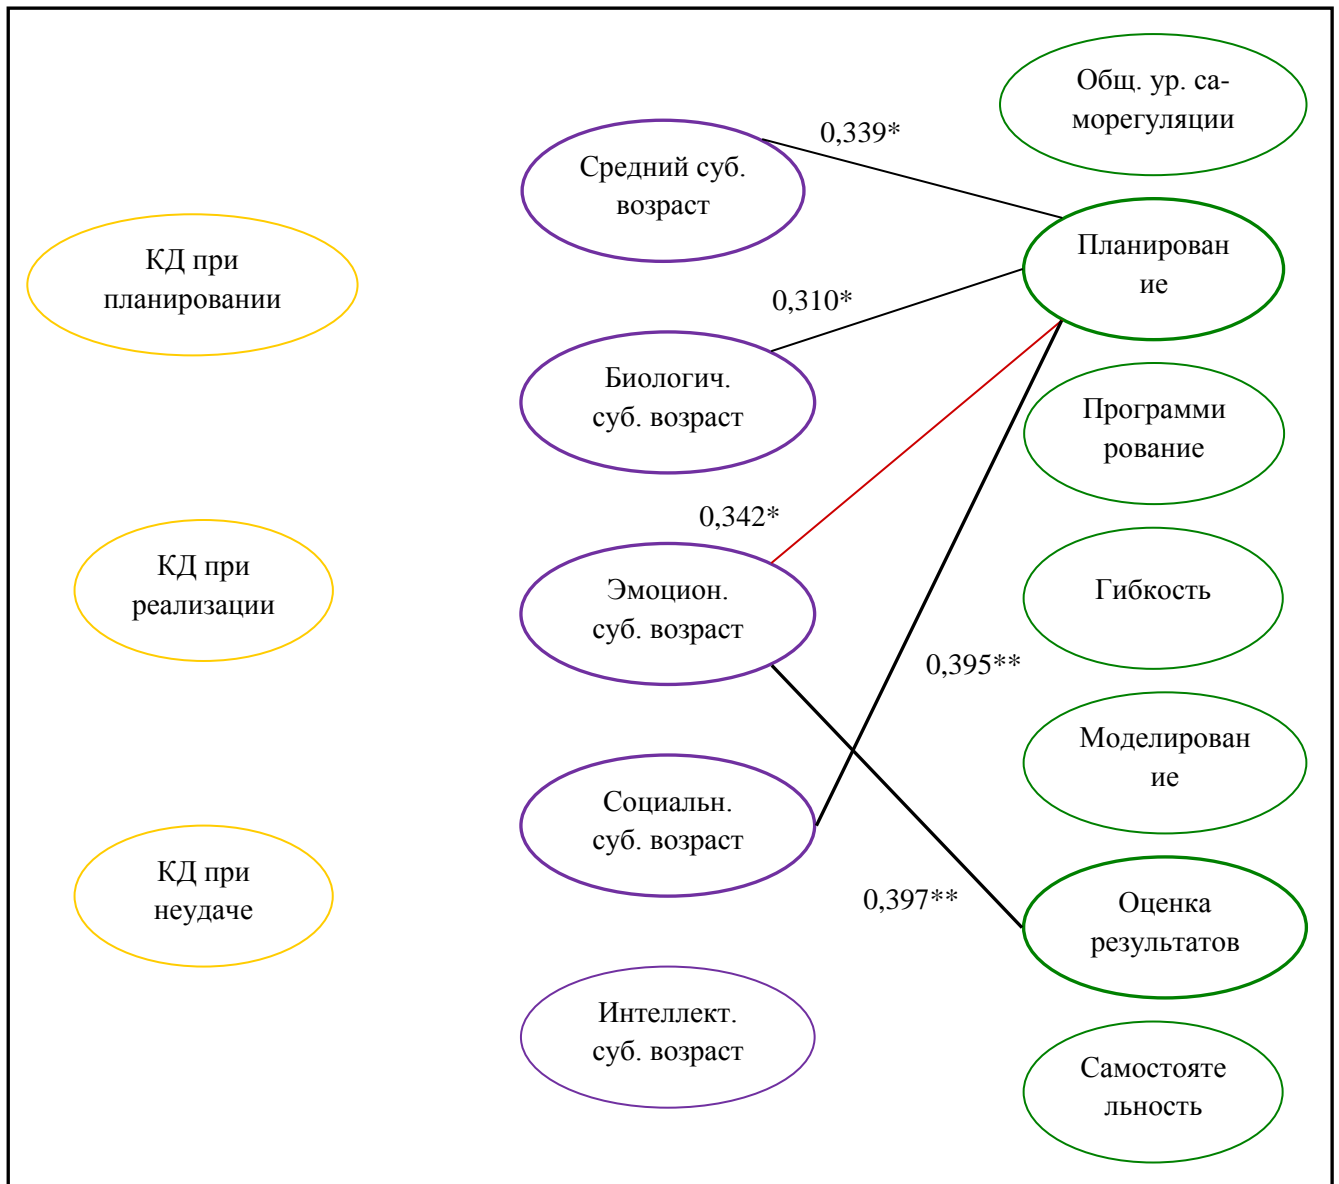 КД при
планировании
КД при
реализации
КД при
неудаче
Средний суб.
возраст
Биологич.
суб. возраст
Эмоцион.
суб. возраст
Социальн.
суб. возраст
Интеллект.
суб. возраст
0,339*
0,310*
0,342*
0,395**
0,397**
Общ. ур. са-
морегуляции
Планирован
ие
Программи
рование
Гибкость
Моделирован
ие
Оценка
результатов
Самостояте
льность